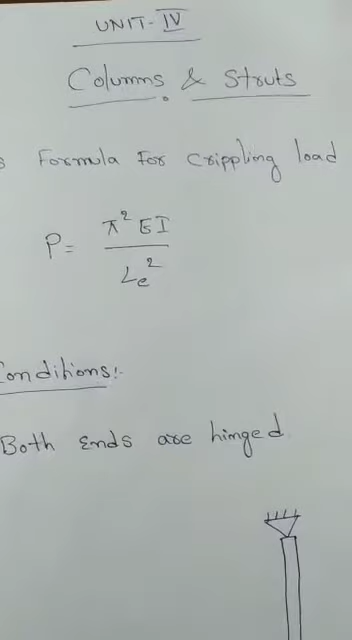 UNIT-IV
Columns & Struts
s Formula For Crippling load
P= π² EI / Le²
Conditions:-
Both Ends are hinged